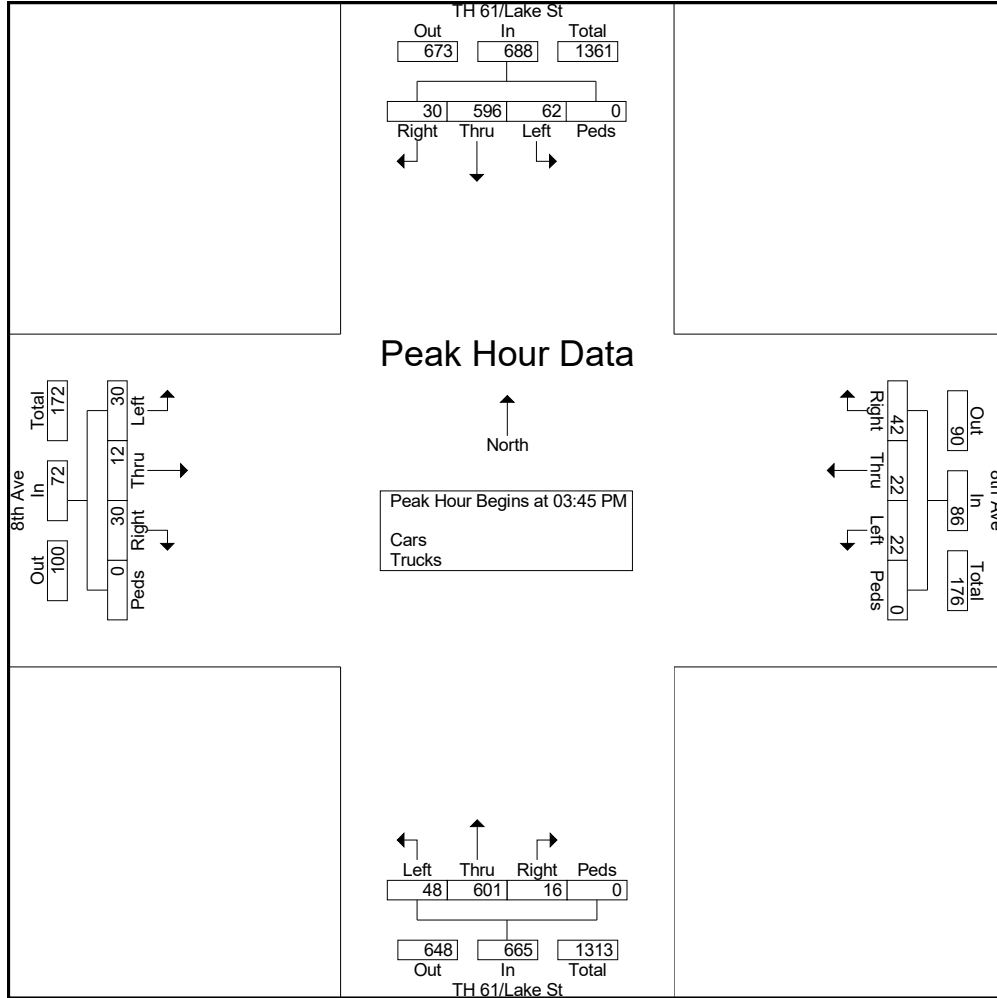 TH 61/Lake St
Out In Total
673 688 1361
30 596 62 0
Right Thru Left Peds
Peak Hour Data
North
Peak Hour Begins at 03:45 PM
Cars
Trucks
8th Ave
Total In Out
172 72 100
30 12 30 0
Left Thru Right Peds
Right Thru Left Peds
42 22 22 0
Out In Total
90 86 176
8th Ave
Left Thru Right Peds
48 601 16 0
648 665 1313
Out In Total
TH 61/Lake St